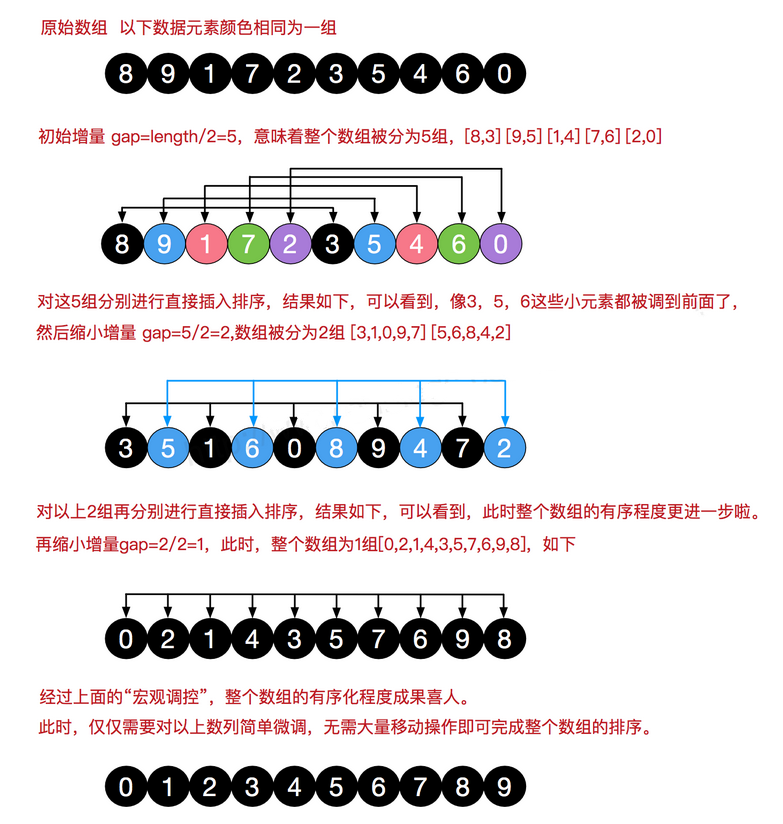 原始数组 以下数据元素颜色相同为一组
8 9 1 7 2 3 5 4 6 0
初始增量 gap=length/2=5，意味着整个数组被分为5组，[8,3] [9,5] [1,4] [7,6] [2,0]
8 9 1 7 2 3 5 4 6 0
对这5组分别进行直接插入排序，结果如下，可以看到，像3，5，6这些小元素都被调到前面了，
然后缩小增量 gap=5/2=2,数组被分为2组 [3,1,0,9,7] [5,6,8,4,2]
3 5 1 6 0 8 9 4 7 2
对以上2组再分别进行直接插入排序，结果如下，可以看到，此时整个数组的有序程度更进一步啦。
再缩小增量gap=2/2=1，此时，整个数组为1组[0,2,1,4,3,5,7,6,9,8]，如下
0 2 1 4 3 5 7 6 9 8
经过上面的“宏观调控”，整个数组的有序化程度成果喜人。
此时，仅仅需要对以上数列简单微调，无需大量移动操作即可完成整个数组的排序。
0 1 2 3 4 5 6 7 8 9